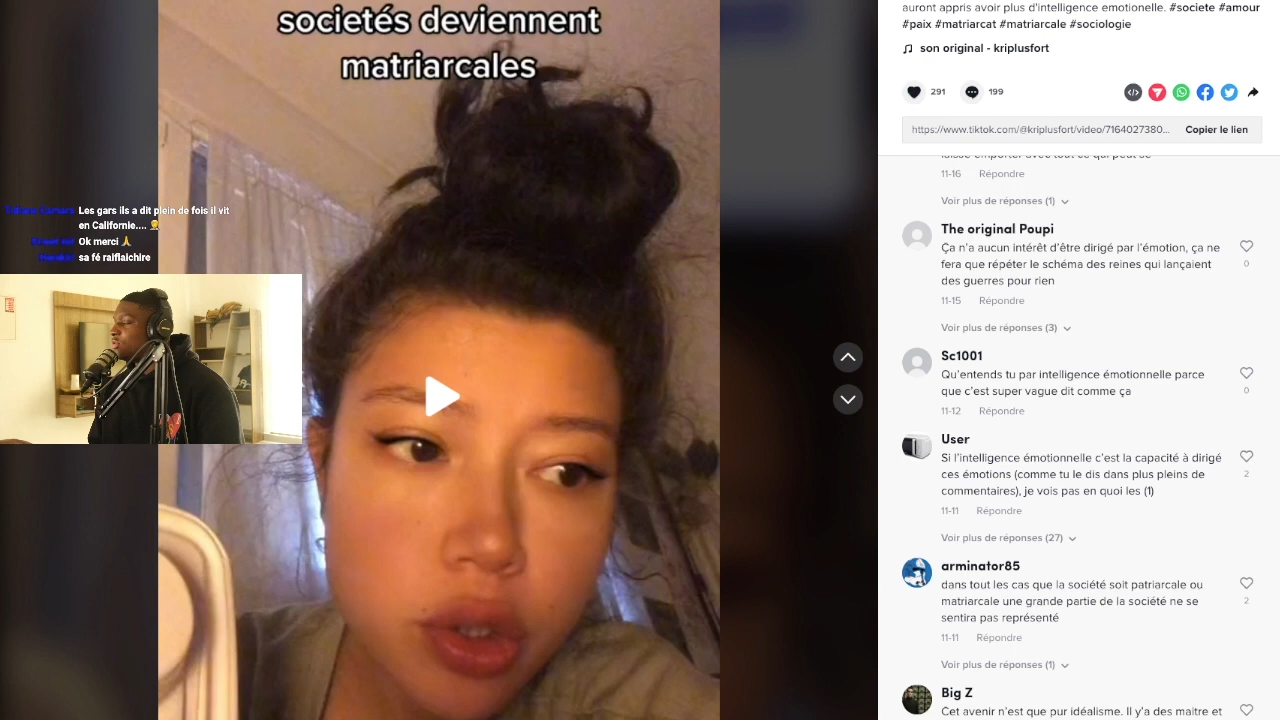 societés deviennent
matriarcales
Les gars ils a dit plein de fois il vit
en Californie....
Ok merci 🙏
sa fé raiflalchire
auront appris avoir plus d'intelligence emotionelle. #societe #amour
#paix #matriarcat #matriarcale #sociologie
son original - kriplusfort
291
199
https://www.tiktok.com/@kriplusfort/video/7164027380...
Copier le lien
11-16 Répondre
Voir plus de réponses (1)
The original Poupi
Ça n'a aucun intérêt d'être dirigé par l'émotion, ça ne
fera que répéter le schéma des reines qui lançaient
des guerres pour rien
0
11-15 Répondre
Voir plus de réponses (3)
Sc1001
Qu'entends tu par intelligence émotionnelle parce
que c'est super vague dit comme ça
0
11-12 Répondre
User
Si l'intelligence émotionnelle c'est la capacité à dirigé
ces émotions (comme tu le dis dans plus pleins de
commentaires), je vois pas en quoi les (1)
2
11-11 Répondre
Voir plus de réponses (27)
arminator85
dans tout les cas que la société soit patriarcale ou
matriarcale une grande partie de la société ne se
sentira pas représenté
2
11-11 Répondre
Voir plus de réponses (1)
Big Z
Cet avenir n'est que pur idéalisme. Il y'a des maitre et